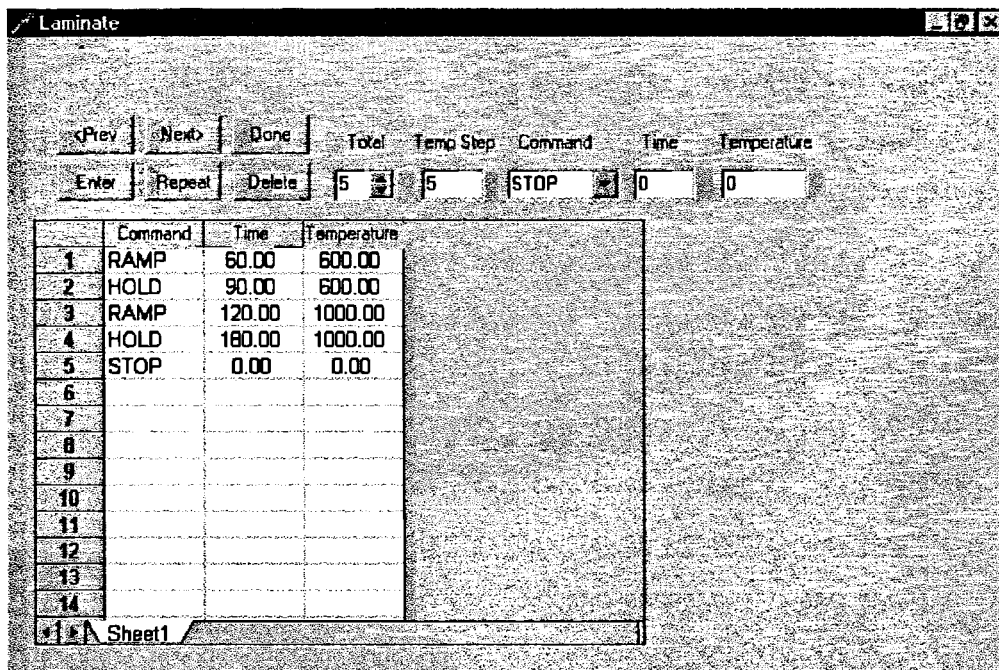 Laminate
<Prev Next> Done Total Temp Step Command Time Temperature
Enter Repeat Delete 5 5 STOP 0 0
Command Time Temperature
1 RAMP 60.00 600.00
2 HOLD 90.00 600.00
3 RAMP 120.00 1000.00
4 HOLD 180.00 1000.00
5 STOP 0.00 0.00
6
7
8
9
10
11
12
13
14
Sheet1